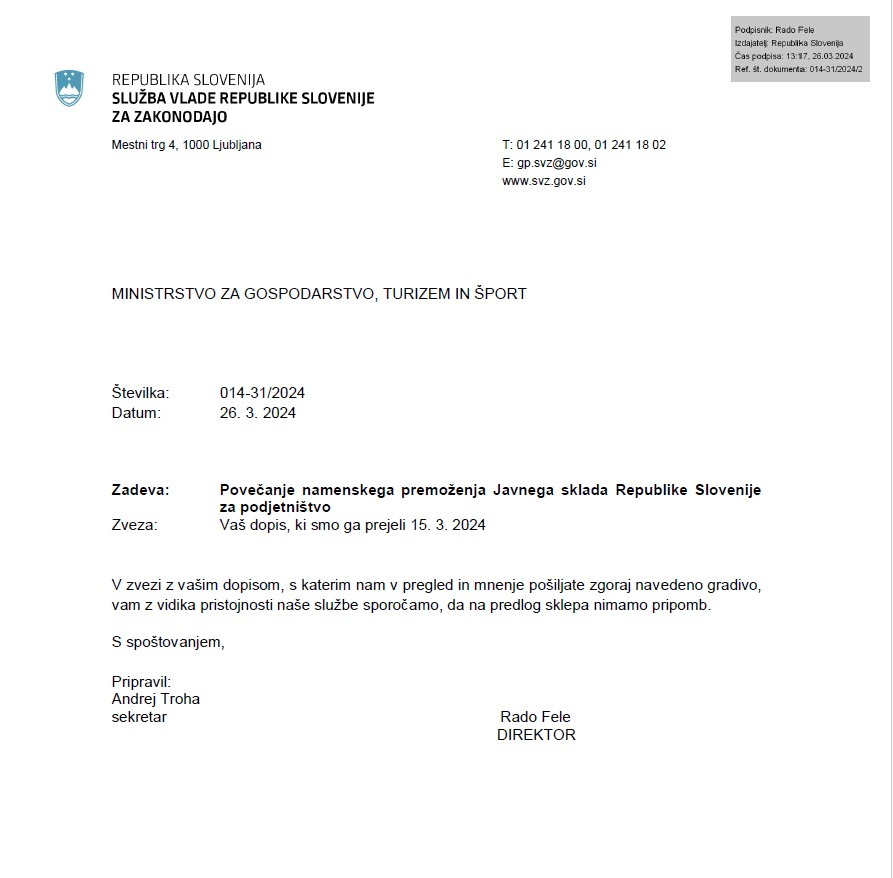 Podpisnik: Rado Fele
Izdajatelj: Republika Slovenija
Čas podpisa: 13:17, 26.03.2024
Ref. št. dokumenta: 014-31/2024/2
REPUBLIKA SLOVENIJA
SLUŽBA VLADE REPUBLIKE SLOVENIJE
ZA ZAKONODAJO
Mestni trg 4, 1000 Ljubljana
T: 01 241 18 00, 01 241 18 02
E: gp.svz@gov.si
www.svz.gov.si
MINISTRSTVO ZA GOSPODARSTVO, TURIZEM IN ŠPORT
Številka: 014-31/2024
Datum: 26. 3. 2024
Zadeva: Povečanje namenskega premoženja Javnega sklada Republike Slovenije
za podjetništvo
Zveza: Vaš dopis, ki smo ga prejeli 15. 3. 2024
V zvezi z vašim dopisom, s katerim nam v pregled in mnenje pošiljate zgoraj navedeno gradivo,
vam z vidika pristojnosti naše službe sporočamo, da na predlog sklepa nimamo pripomb.
S spoštovanjem,
Pripravil:
Andrej Troha
sekretar
Rado Fele
DIREKTOR